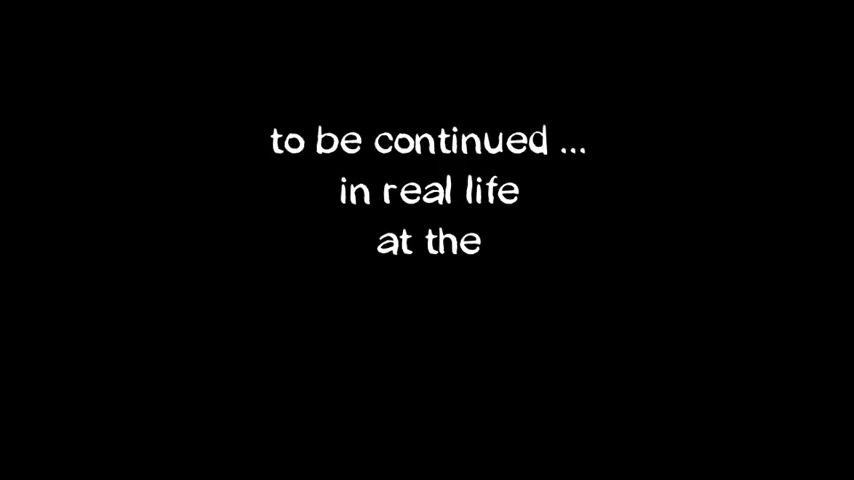 to be continued ...
in real life
at the